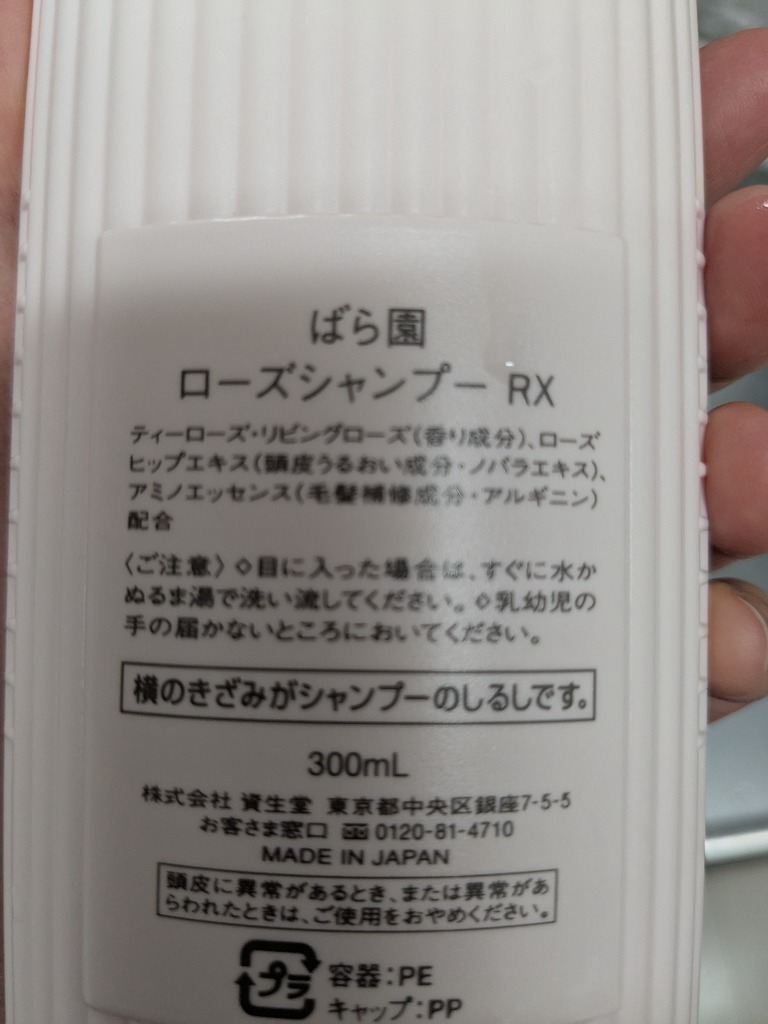 ばら園
ローズシャンプー RX
ティーローズ・リビングローズ(香り成分)、ローズ
ヒップエキス(頭皮うるおい成分・ノバラエキス)、
アミノエッセンス(毛髪補修成分・アルギニン)
配合
〈ご注意〉◇目に入った場合は、すぐに水か
ぬるま湯で洗い流してください。◇乳幼児の
手の届かないところにおいてください。
横のきざみがシャンプーのしるしです。
300mL
株式会社 資生堂 東京都中央区銀座7-5-5
お客さま窓口 0120-81-4710
MADE IN JAPAN
頭皮に異常があるとき、または異常があ
らわれたときは、ご使用をおやめください。
プラ 容器:PE
キャップ:PP